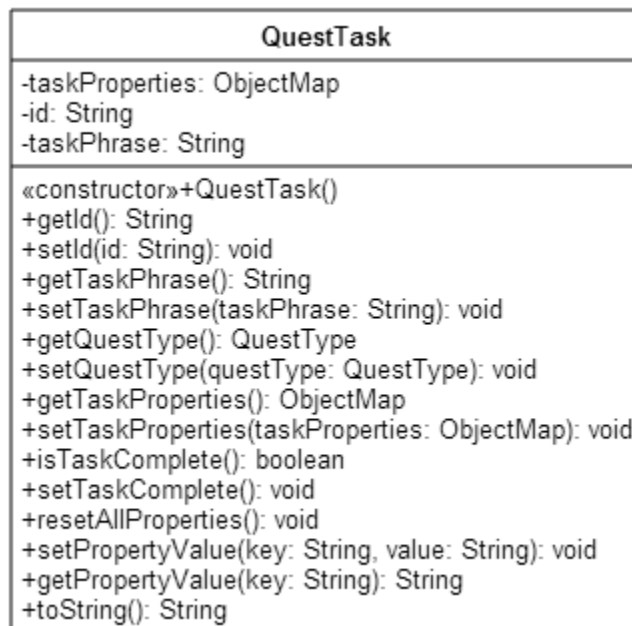 QuestTask
-taskProperties: ObjectMap
-id: String
-taskPhrase: String
«constructor»+QuestTask()
+getId(): String
+setId(id: String): void
+getTaskPhrase(): String
+setTaskPhrase(taskPhrase: String): void
+getQuestType(): QuestType
+setQuestType(questType: QuestType): void
+getTaskProperties(): ObjectMap
+setTaskProperties(taskProperties: ObjectMap): void
+isTaskComplete(): boolean
+setTaskComplete(): void
+resetAllProperties(): void
+setPropertyValue(key: String, value: String): void
+getPropertyValue(key: String): String
+toString(): String